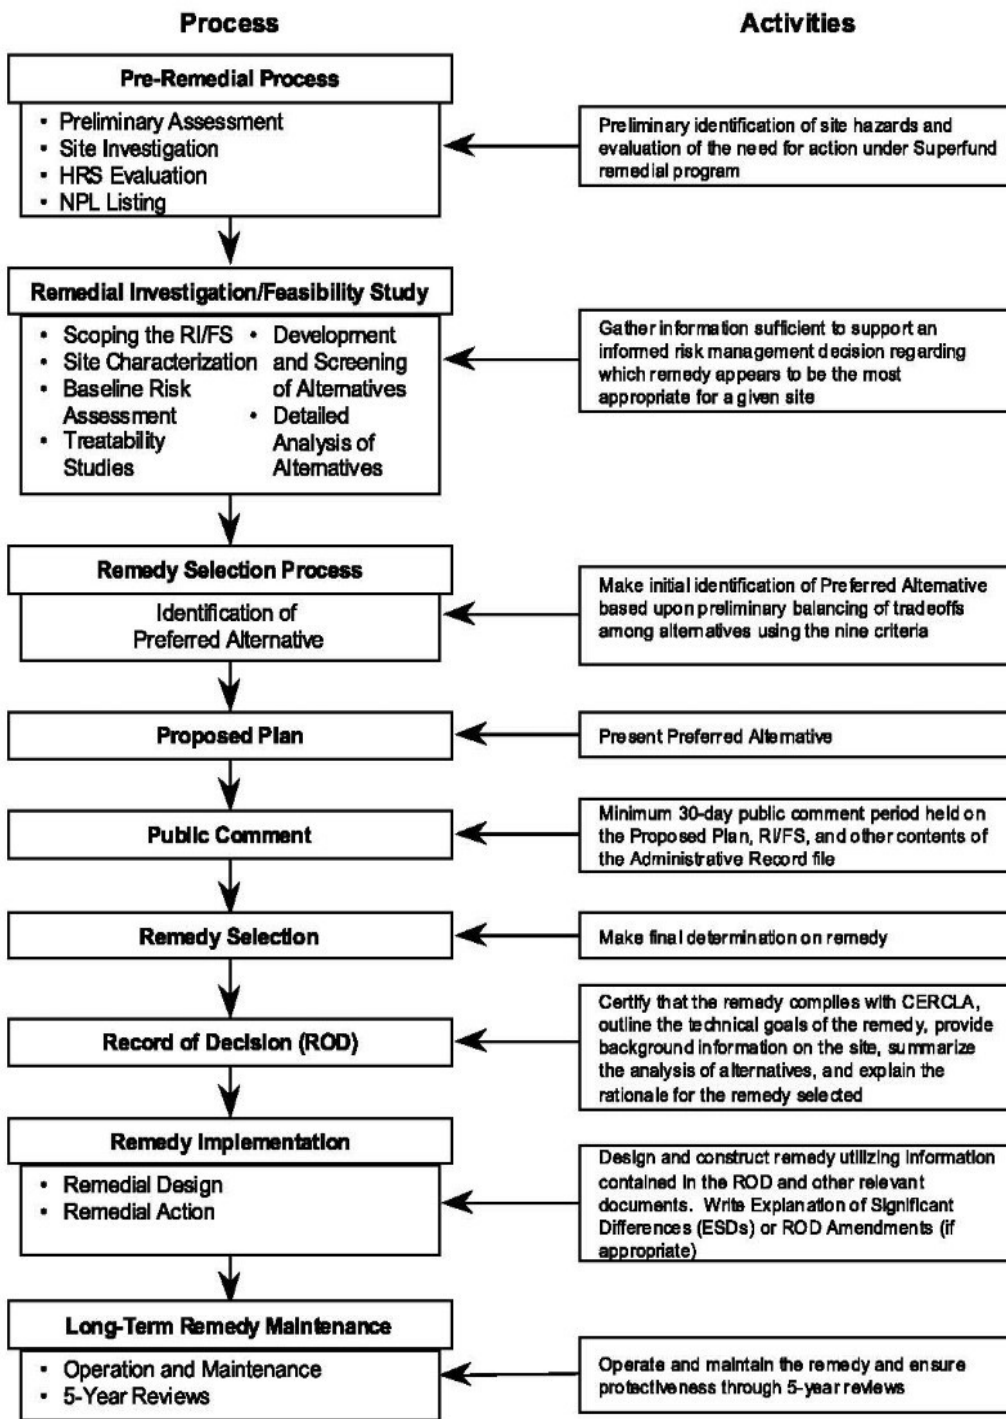 Process
Activities
Pre-Remedial Process
• Preliminary Assessment
• Site Investigation
• HRS Evaluation
• NPL Listing
Preliminary identification of site hazards and
evaluation of the need for action under Superfund
remedial program
Remedial Investigation/Feasibility Study
• Scoping the RI/FS
• Site Characterization
• Baseline Risk
Assessment
• Treatability
Studies
• Development
and Screening
of Alternatives
• Detailed
Analysis of
Alternatives
Gather information sufficient to support an
informed risk management decision regarding
which remedy appears to be the most
appropriate for a given site
Remedy Selection Process
Identification of
Preferred Alternative
Make initial identification of Preferred Alternative
based upon preliminary balancing of tradeoffs
among alternatives using the nine criteria
Proposed Plan
Present Preferred Alternative
Public Comment
Minimum 30-day public comment period held on
the Proposed Plan, RI/FS, and other contents of
the Administrative Record file
Remedy Selection
Make final determination on remedy
Record of Decision (ROD)
Certify that the remedy complies with CERCLA,
outline the technical goals of the remedy, provide
background information on the site, summarize
the analysis of alternatives, and explain the
rationale for the remedy selected
Remedy Implementation
• Remedial Design
• Remedial Action
Design and construct remedy utilizing information
contained in the ROD and other relevant
documents. Write Explanation of Significant
Differences (ESDs) or ROD Amendments (if
appropriate)
Long-Term Remedy Maintenance
• Operation and Maintenance
• 5-Year Reviews
Operate and maintain the remedy and ensure
protectiveness through 5-year reviews